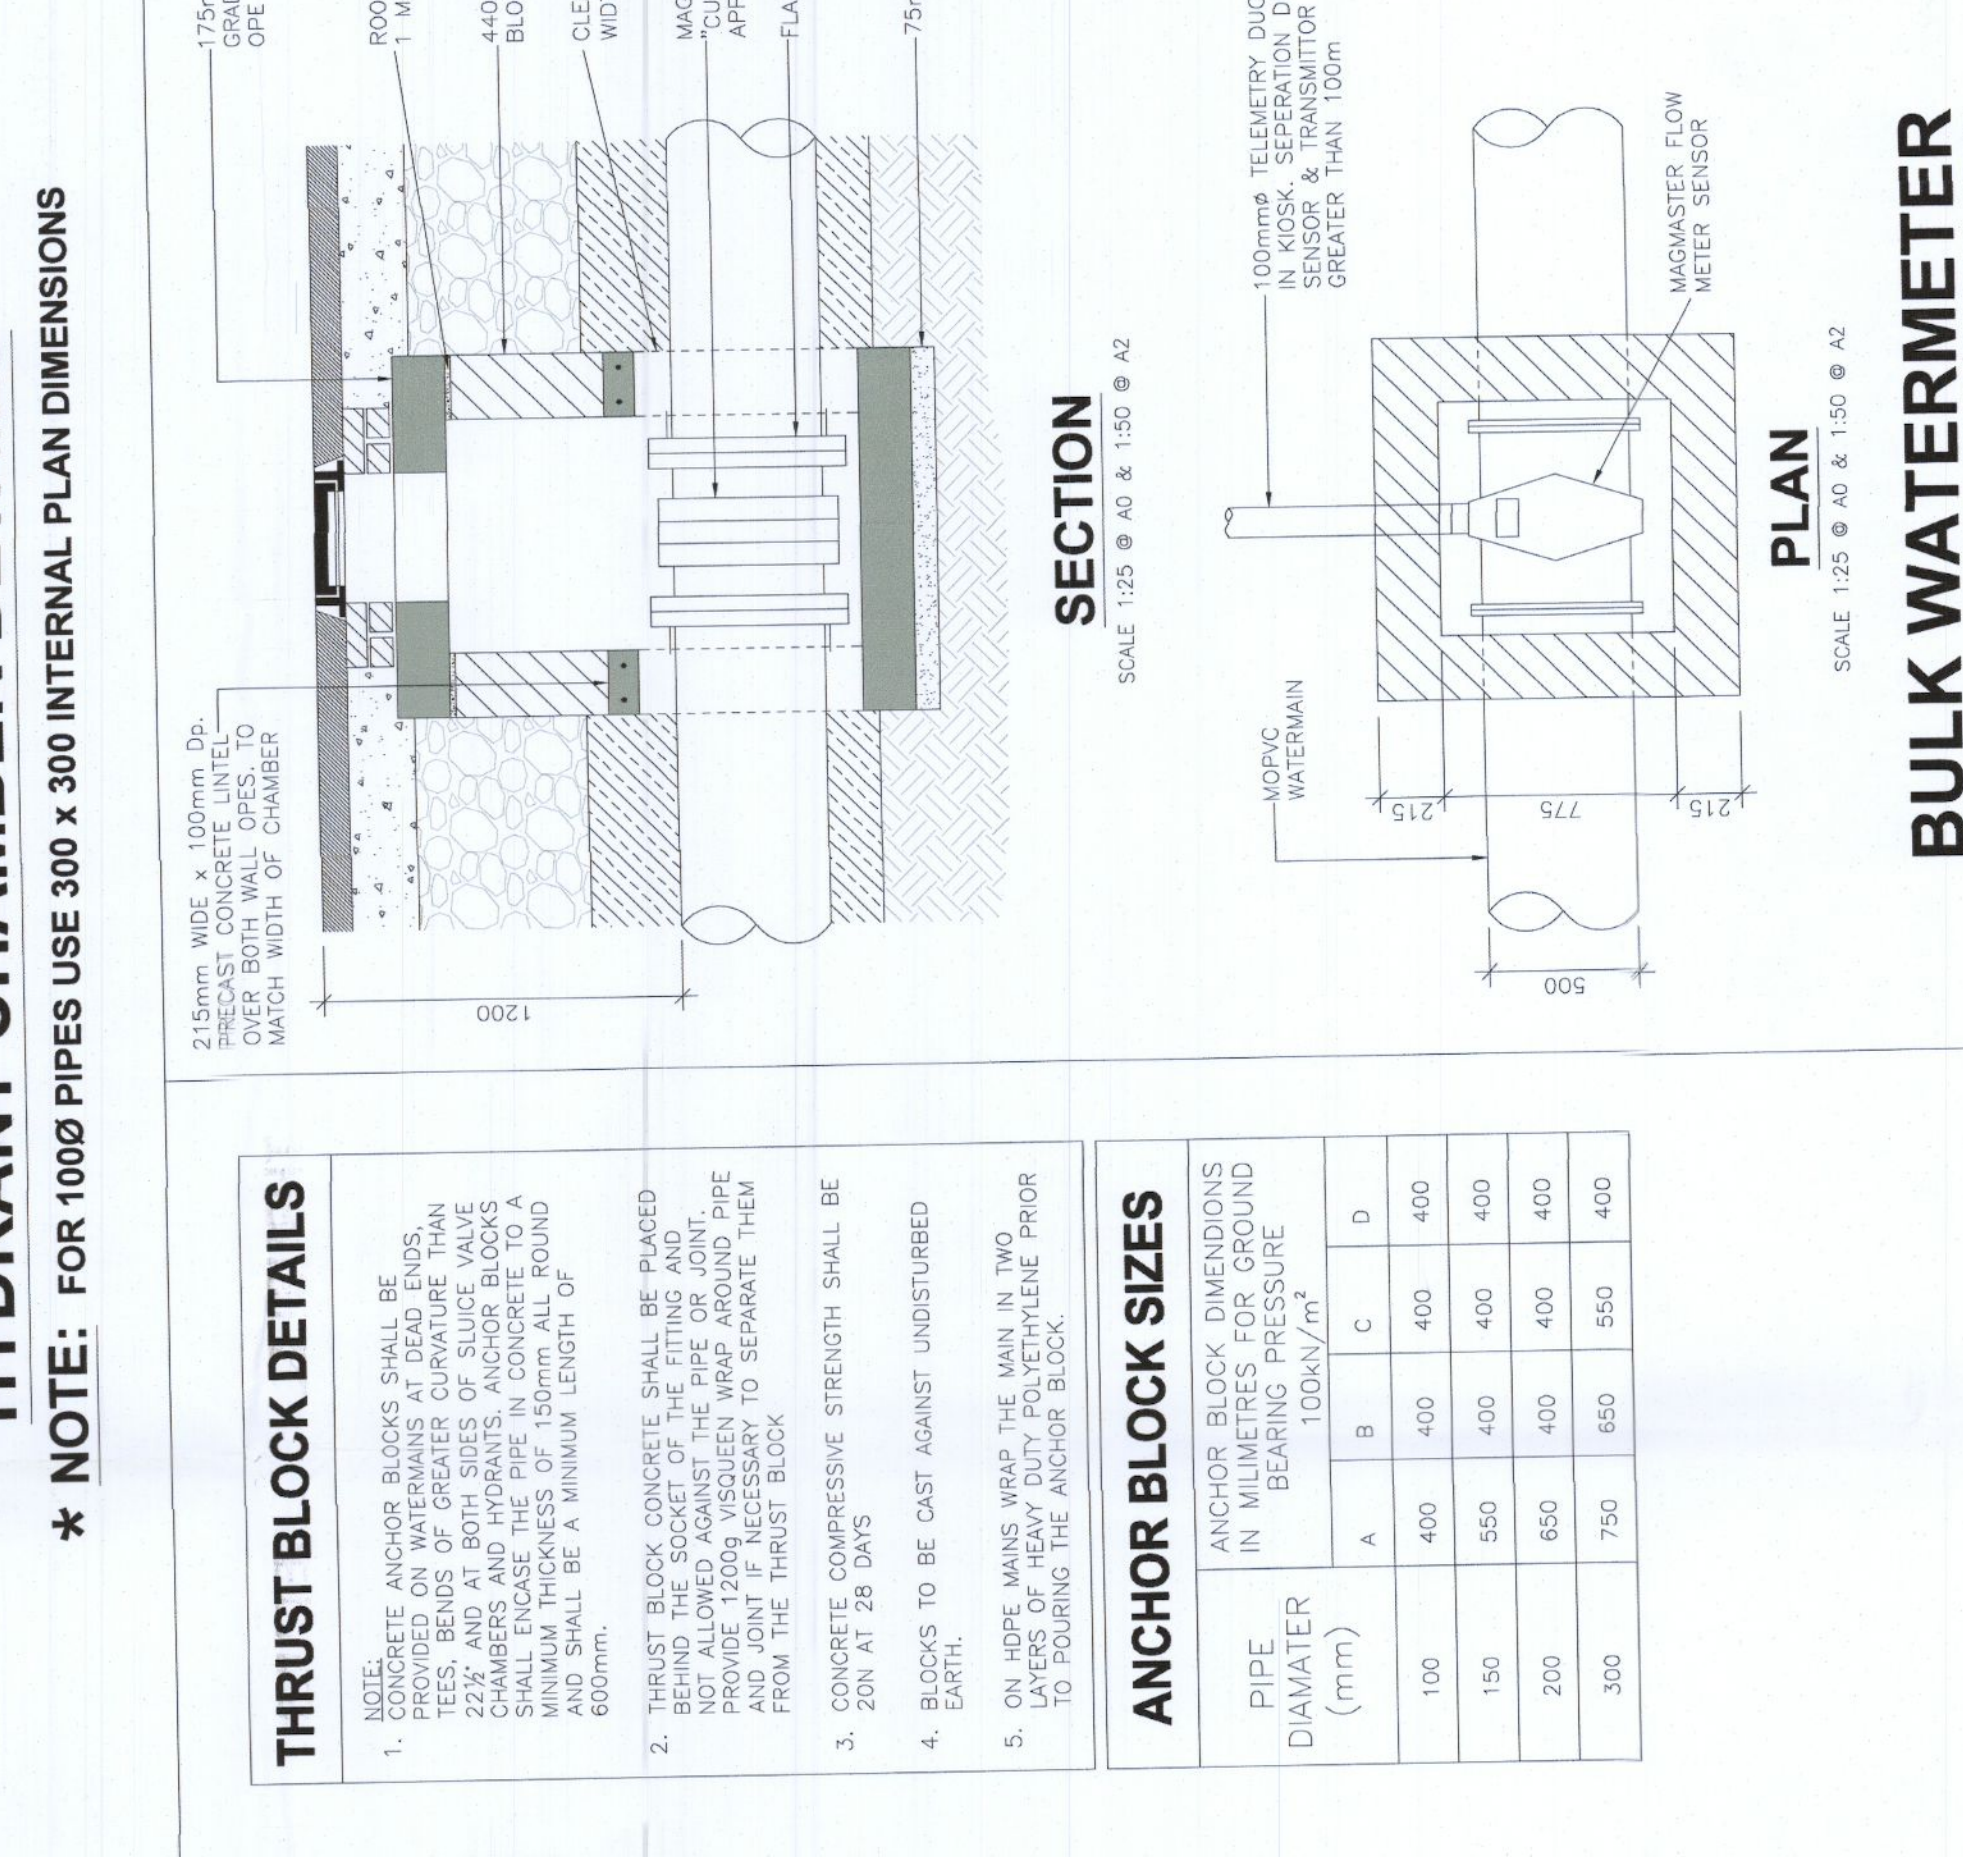 * NOTE: FOR 100Ø PIPES USE 300 x 300 INTERNAL PLAN DIMENSIONS
THRUST BLOCK DETAILS
NOTE:
1. CONCRETE ANCHOR BLOCKS SHALL BE
PROVIDED ON WATERMAINS AT DEAD ENDS,
TEES, BENDS OF GREATER CURVATURE THAN
22½° AND AT BOTH SIDES OF SLUICE VALVE
CHAMBERS AND HYDRANTS. ANCHOR BLOCKS
SHALL ENCASE THE PIPE IN CONCRETE TO A
MINIMUM THICKNESS OF 150mm ALL ROUND
AND SHALL BE A MINIMUM LENGTH OF
600mm.
2. THRUST BLOCK CONCRETE SHALL BE PLACED
BEHIND THE SOCKET OF THE FITTING AND
NOT ALLOWED AGAINST THE PIPE OR JOINT.
PROVIDE 1200g VISQUEEN WRAP AROUND PIPE
AND JOINT IF NECESSARY TO SEPARATE THEM
FROM THE THRUST BLOCK
3. CONCRETE COMPRESSIVE STRENGTH SHALL BE
20N AT 28 DAYS
4. BLOCKS TO BE CAST AGAINST UNDISTURBED
EARTH.
5. ON HDPE MAINS WRAP THE MAIN IN TWO
LAYERS OF HEAVY DUTY POLYETHYLENE PRIOR
TO POURING THE ANCHOR BLOCK.
ANCHOR BLOCK SIZES
PIPE
DIAMATER
(mm)
ANCHOR BLOCK DIMENDIONS
IN MILIMETRES FOR GROUND
BEARING PRESSURE
100kN/m²
A B C D
100 400 400 400 400
150 550 400 400 400
200 650 400 400 400
300 750 650 550 400
215mm WIDE x 100mm Dp.
PRECAST CONCRETE LINTEL
OVER BOTH WALL OPES. TO
MATCH WIDTH OF CHAMBER
1200
175
OPE
1 M
440
75
SECTION
SCALE 1:25 @ A0 & 1:50 @ A2
100mmø TELEMETRY
IN KIOSK. SEPERATION
SENSOR & TRANSMITTOR
GREATER THAN 100m
MAGMASTER FLOW
METER SENSOR
MOPVC
WATERMAIN
215
775
215
500
PLAN
SCALE 1:25 @ A0 & 1:50 @ A2
BULK WATERMETER